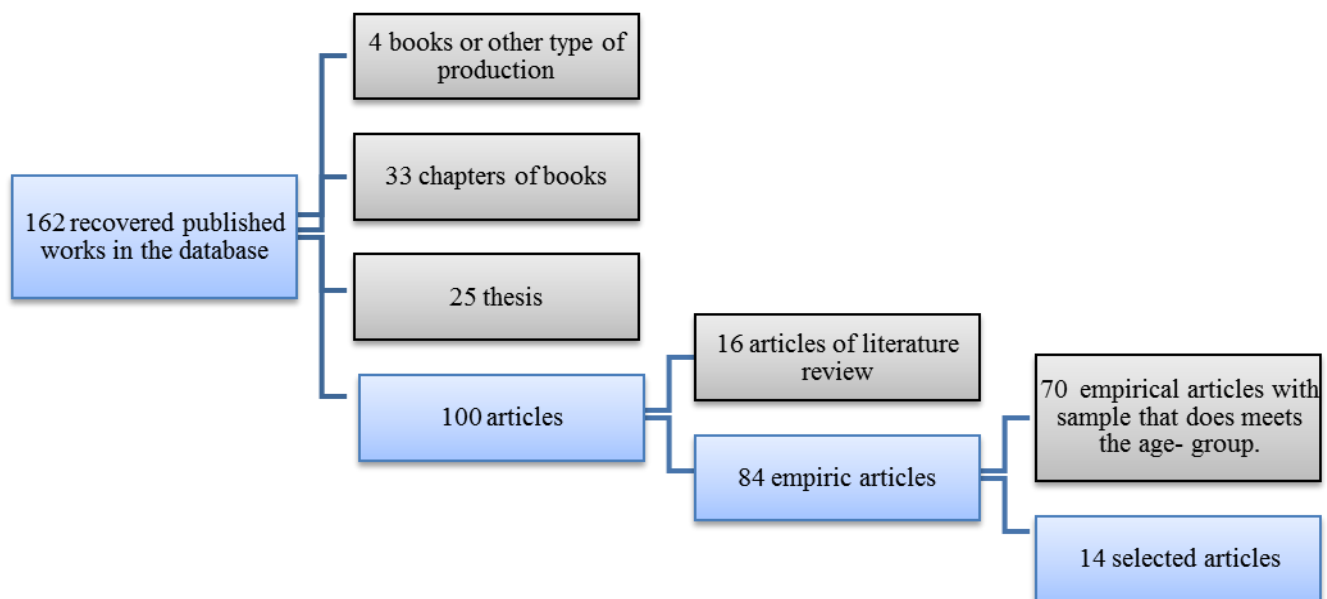 4 books or other type of
production
33 chapters of books
162 recovered published
works in the database
25 thesis
16 articles of literature
review
100 articles
70 empirical articles with
sample that does meets
the age- group.
84 empiric articles
14 selected articles